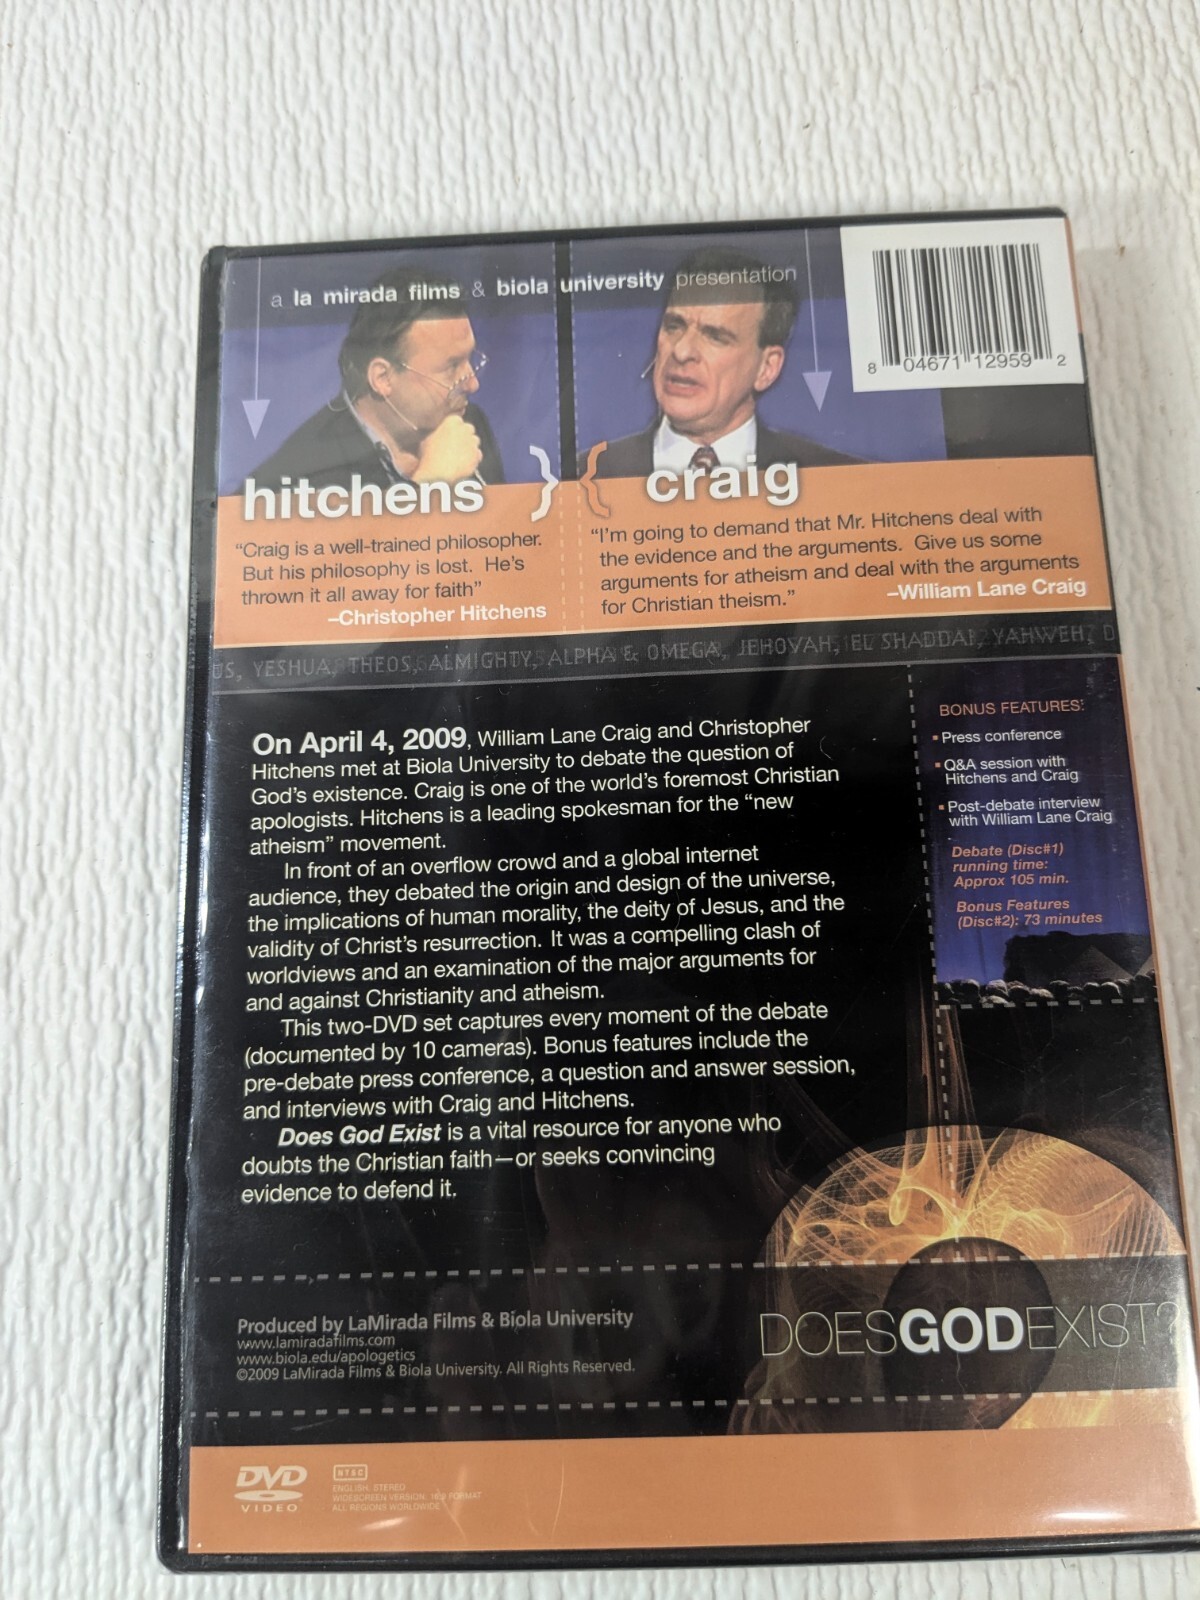 a la mirada films & biola university presentation
8 04671 12959 2
hitchens } { craig
"Craig is a well-trained philosopher.
But his philosophy is lost. He's
thrown it all away for faith"
–Christopher Hitchens
"I'm going to demand that Mr. Hitchens deal with
the evidence and the arguments. Give us some
arguments for atheism and deal with the arguments
for Christian theism."
–William Lane Craig
US, YESHUA, THEOS, ALMIGHTY, ALPHA & OMEGA, JEHOVAH, EL SHADDAI, YAHWEH, D
On April 4, 2009, William Lane Craig and Christopher
Hitchens met at Biola University to debate the question of
God's existence. Craig is one of the world's foremost Christian
apologists. Hitchens is a leading spokesman for the "new
atheism" movement.
In front of an overflow crowd and a global internet
audience, they debated the origin and design of the universe,
the implications of human morality, the deity of Jesus, and the
validity of Christ's resurrection. It was a compelling clash of
worldviews and an examination of the major arguments for
and against Christianity and atheism.
This two-DVD set captures every moment of the debate
(documented by 10 cameras). Bonus features include the
pre-debate press conference, a question and answer session,
and interviews with Craig and Hitchens.
Does God Exist is a vital resource for anyone who
doubts the Christian faith—or seeks convincing
evidence to defend it.
BONUS FEATURES:
▪ Press conference
▪ Q&A session with
Hitchens and Craig
▪ Post-debate interview
with William Lane Craig
Debate (Disc#1)
running time:
Approx 105 min.
Bonus Features
(Disc#2): 73 minutes
Produced by LaMirada Films & Biola University
www.lamiradafilms.com
www.biola.edu/apologetics
©2009 LaMirada Films & Biola University. All Rights Reserved.
DOESGODEXIST?
DVD
VIDEO
NTSC
ENGLISH, STEREO
WIDESCREEN VERSION, 16:9 FORMAT
ALL REGIONS WORLDWIDE